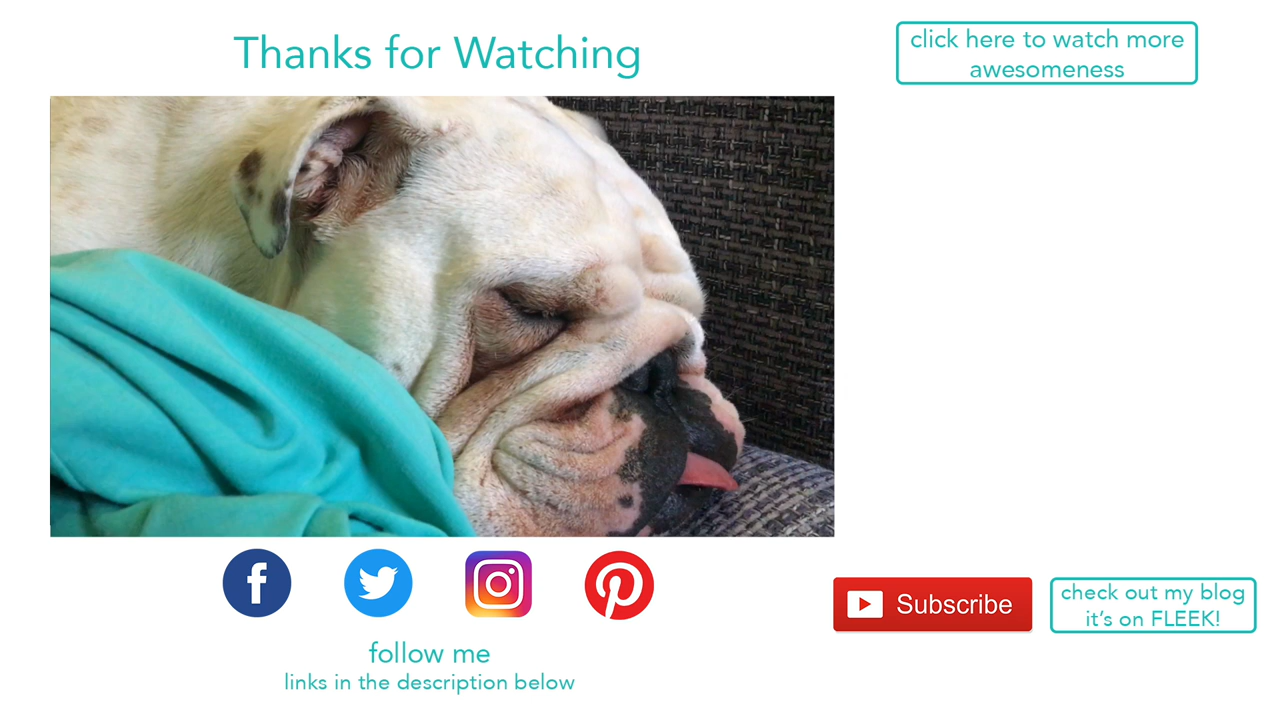 Thanks for Watching
click here to watch more
awesomeness
Subscribe
check out my blog
it's on FLEEK!
follow me
links in the description below